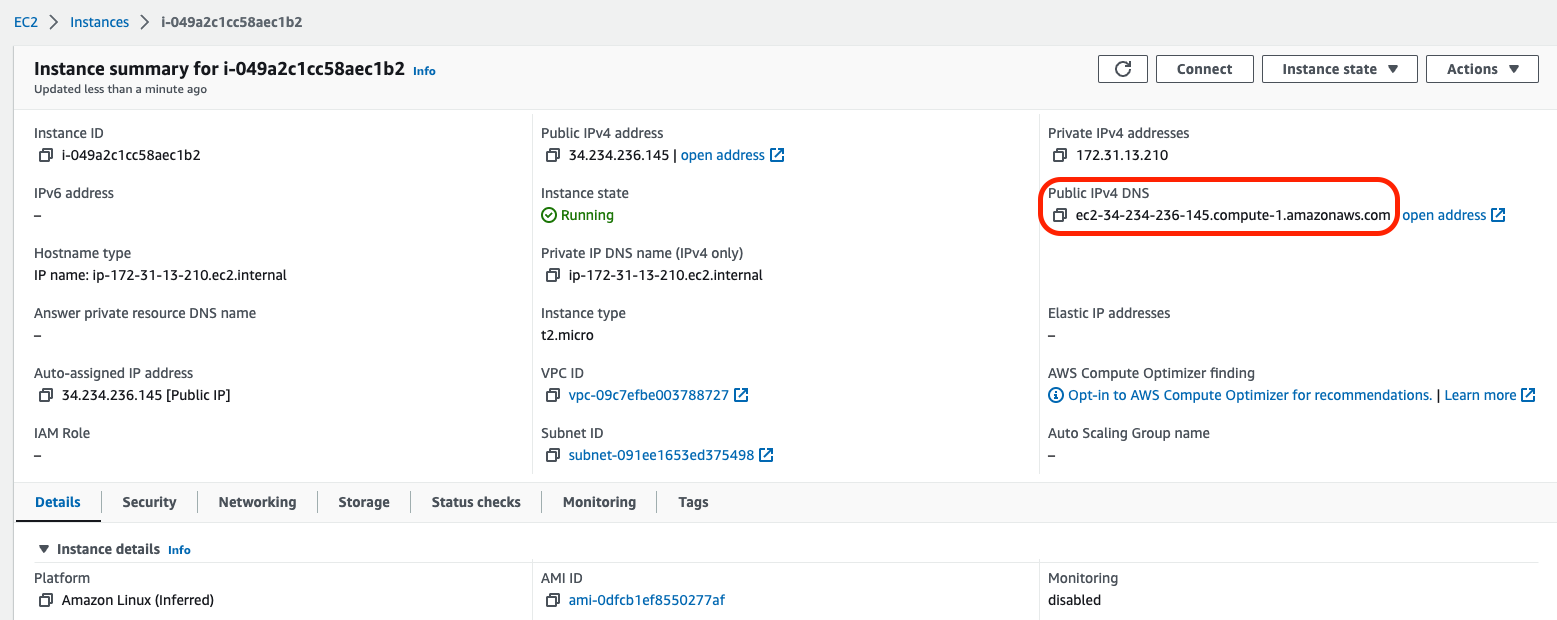 EC2 > Instances > i-049a2c1cc58aec1b2
Instance summary for i-049a2c1cc58aec1b2 Info
Updated less than a minute ago
Connect
Instance state
Actions
Instance ID
i-049a2c1cc58aec1b2
Public IPv4 address
34.234.236.145 | open address
Private IPv4 addresses
172.31.13.210
IPv6 address
–
Instance state
Running
Public IPv4 DNS
ec2-34-234-236-145.compute-1.amazonaws.com
open address
Hostname type
IP name: ip-172-31-13-210.ec2.internal
Private IP DNS name (IPv4 only)
ip-172-31-13-210.ec2.internal
Answer private resource DNS name
–
Instance type
t2.micro
Elastic IP addresses
–
Auto-assigned IP address
34.234.236.145 [Public IP]
VPC ID
vpc-09c7efbe003788727
AWS Compute Optimizer finding
Opt-in to AWS Compute Optimizer for recommendations. | Learn more
IAM Role
–
Subnet ID
subnet-091ee1653ed375498
Auto Scaling Group name
–
Details
Security
Networking
Storage
Status checks
Monitoring
Tags
Instance details Info
Platform
Amazon Linux (Inferred)
AMI ID
ami-0dfcb1ef8550277af
Monitoring
disabled